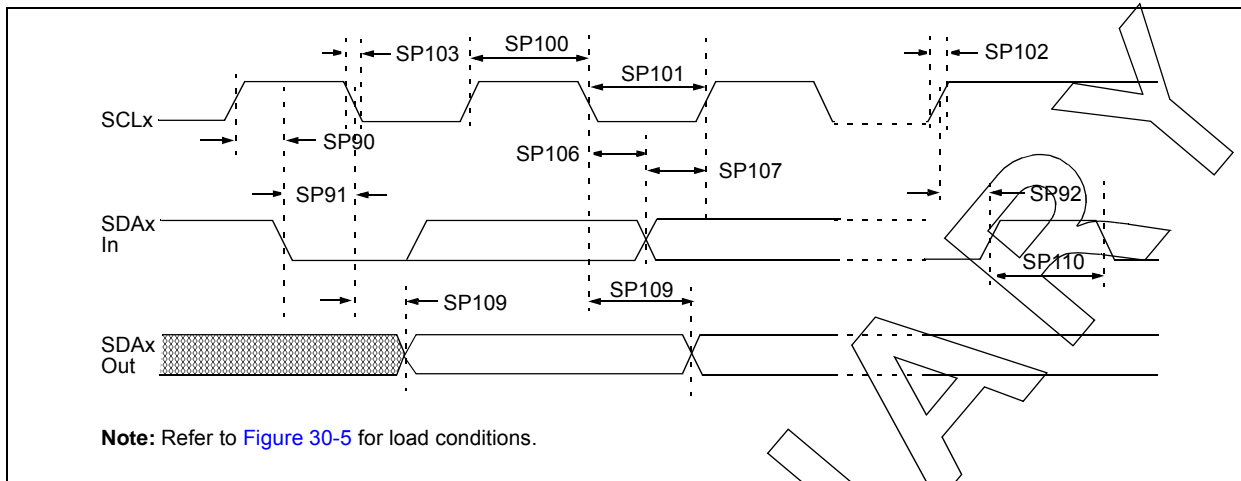 SP103
SP100
SP101
SP102
SCLx
SP90
SP106
SP107
SP91
SP92
SDAx
In
SP110
SP109
SP109
SDAx
Out
Note: Refer to Figure 30-5 for load conditions.